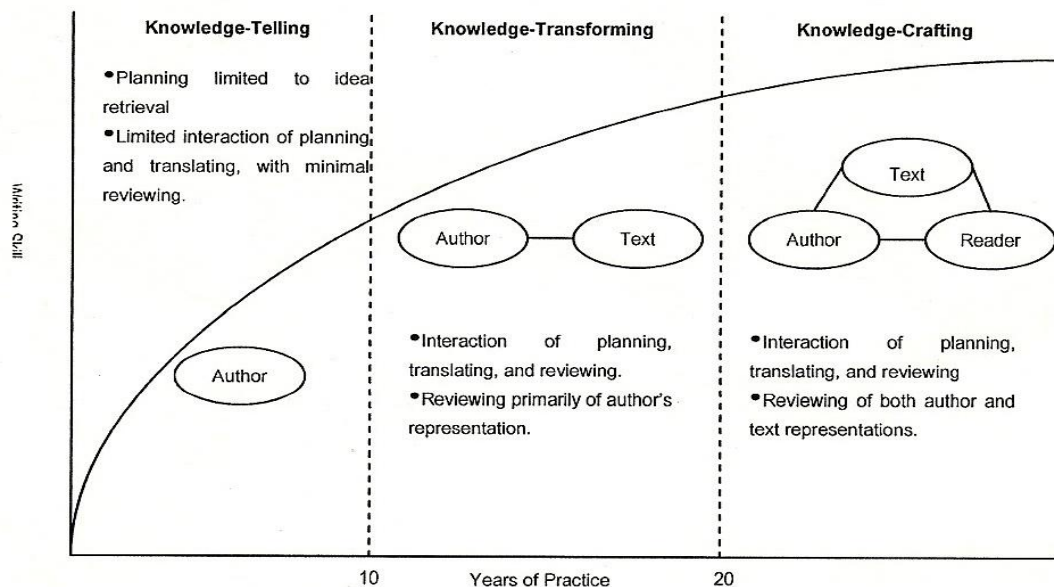 Knowledge-Telling
•Planning limited to idea
retrieval
•Limited interaction of planning
and translating, with minimal
reviewing.
Author
Knowledge-Transforming
Author
Text
•Interaction of planning,
translating, and reviewing.
•Reviewing primarily of author's
representation.
Knowledge-Crafting
Text
Author
Reader
•Interaction of planning,
translating, and reviewing
•Reviewing of both author and
text representations.
10
Years of Practice
20